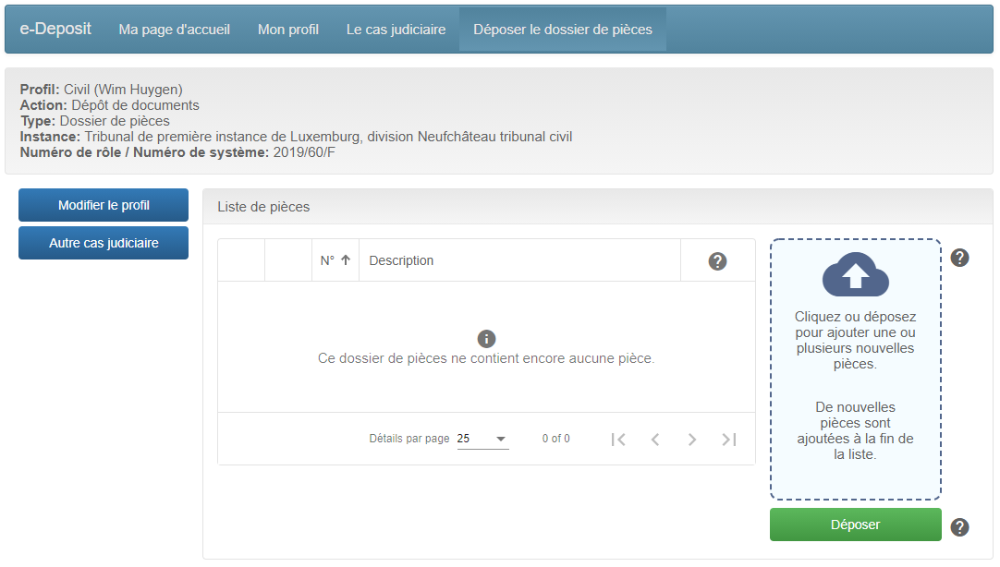 e-Deposit Ma page d'accueil Mon profil Le cas judiciaire Déposer le dossier de pièces
Profil: Civil (Wim Huygen)
Action: Dépôt de documents
Type: Dossier de pièces
Instance: Tribunal de première instance de Luxemburg, division Neufchâteau tribunal civil
Numéro de rôle / Numéro de système: 2019/60/F
Modifier le profil
Autre cas judiciaire
Liste de pièces
N° Description
Ce dossier de pièces ne contient encore aucune pièce.
Détails par page 25 0 of 0
Cliquez ou déposez
pour ajouter une ou
plusieurs nouvelles
pièces.
De nouvelles
pièces sont
ajoutées à la fin de
la liste.
Déposer